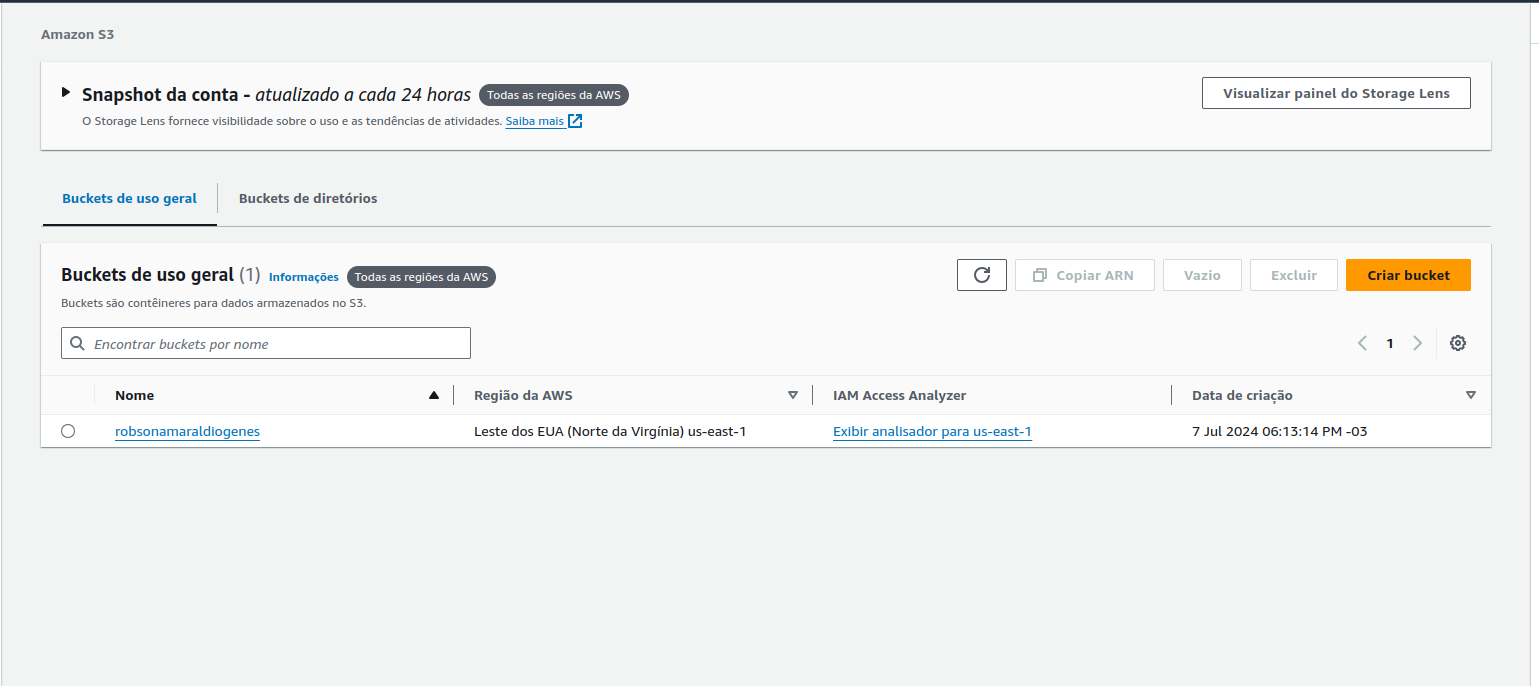 Amazon S3
Snapshot da conta - atualizado a cada 24 horas Todas as regiões da AWS
Visualizar painel do Storage Lens
O Storage Lens fornece visibilidade sobre o uso e as tendências de atividades. Saiba mais
Buckets de uso geral Buckets de diretórios
Buckets de uso geral (1) Informações Todas as regiões da AWS
Copiar ARN Vazio Excluir Criar bucket
Buckets são contêineres para dados armazenados no S3.
Encontrar buckets por nome
1
Nome Região da AWS IAM Access Analyzer Data de criação
robsonamaraldiogenes Leste dos EUA (Norte da Virgínia) us-east-1 Exibir analisador para us-east-1 7 Jul 2024 06:13:14 PM -03